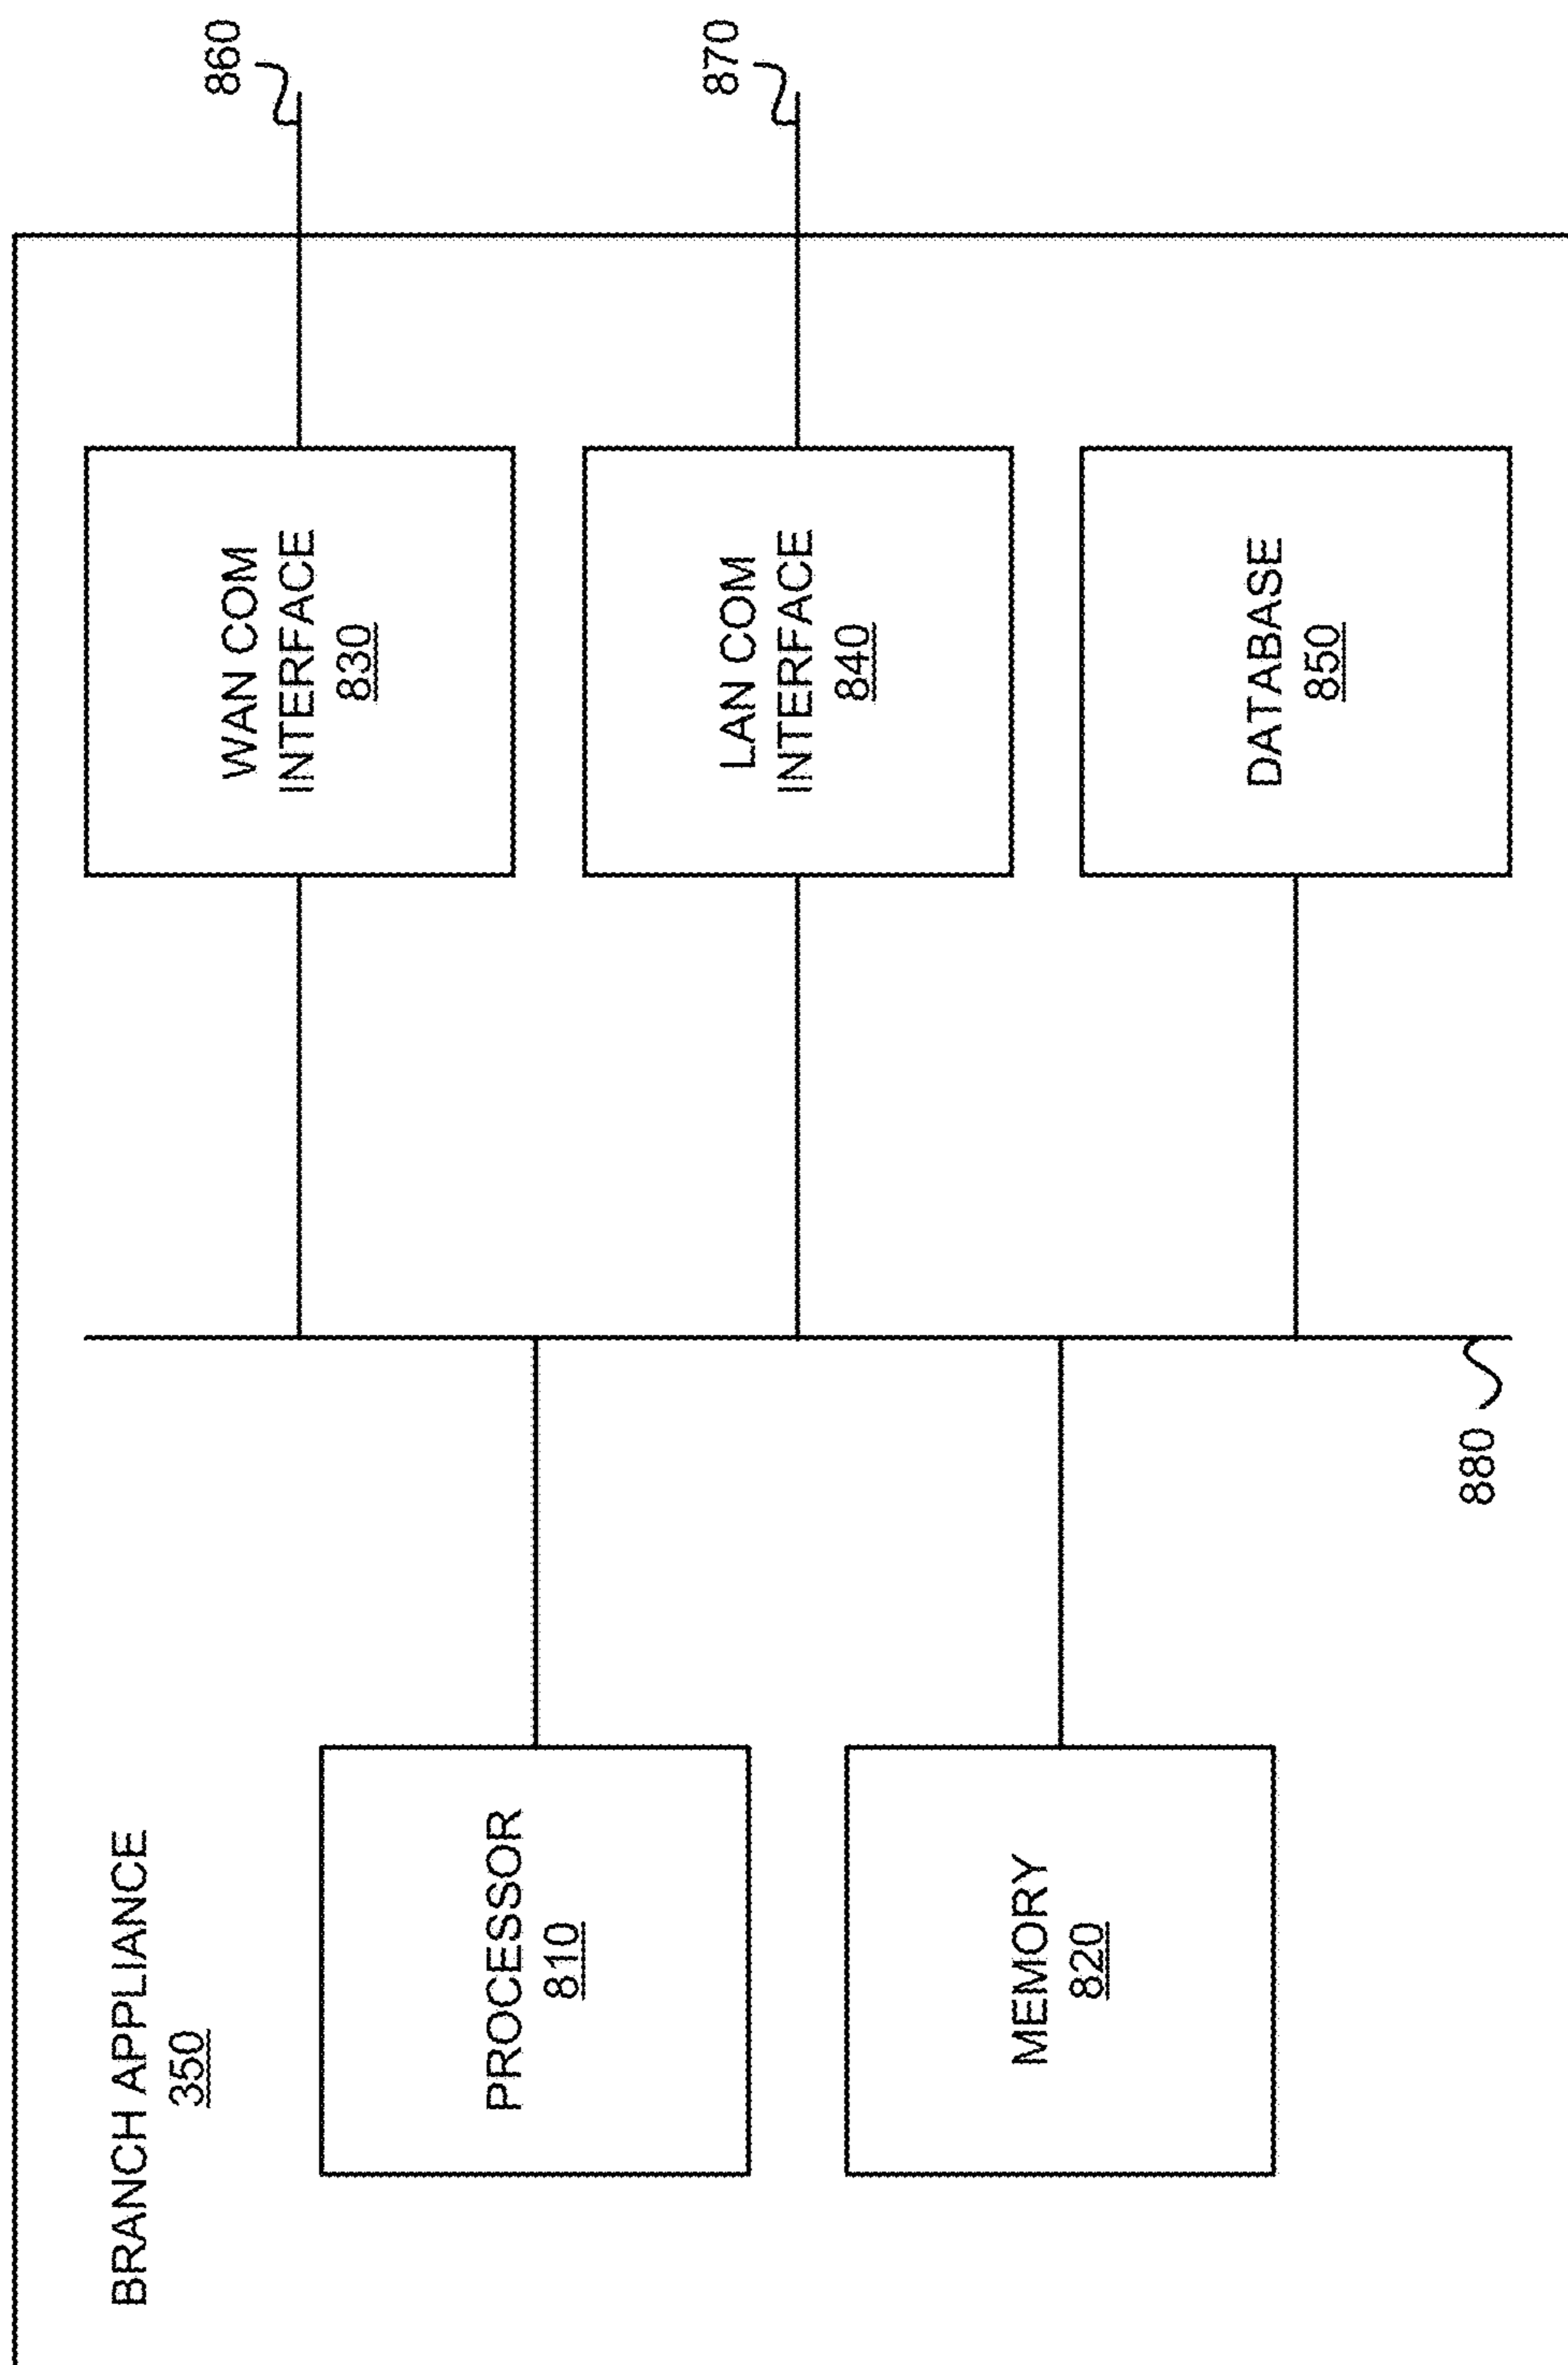 BRANCH APPLIANCE
350
PROCESSOR
810
MEMORY
820
880
WAN COM
INTERFACE
830
LAN COM
INTERFACE
840
DATABASE
850
860
870